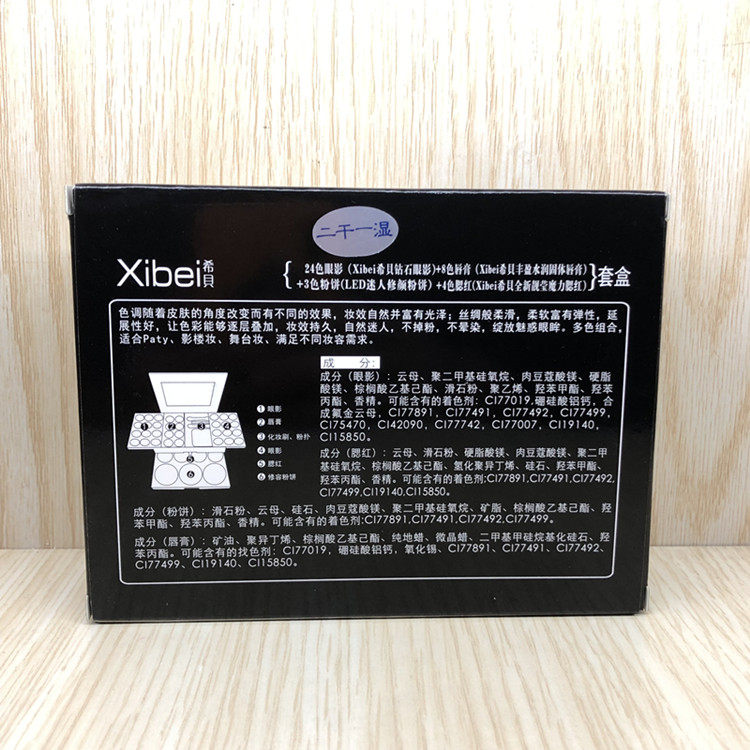 二干一湿
Xibei希贝
24色眼影(Xibei希贝钻石眼影)+8色唇膏(Xibei希贝丰盈水润固体唇膏)
+3色粉饼(LED迷人修颜粉饼)+4色腮红(Xibei希贝全新靓莹魔力腮红)
套盒
色调随着皮肤的角度改变而有不同的效果，妆效自然并富有光泽；丝绸般柔滑，柔软富有弹性，延
展性好，让色彩能够逐层叠加，妆效持久，自然迷人，不掉粉，不晕染，绽放魅惑眼眸。多色组合，
适合Paty、影楼妆、舞台妆、满足不同妆容需求。
成 分:
成分（眼影）：云母、聚二甲基硅氧烷、肉豆蔻酸镁、硬脂
酸镁、棕榈酸乙基己酯、滑石粉、聚乙烯、羟苯甲酯、羟苯
丙酯、香精。可能含有的着色剂:CI77019,硼硅酸铝钙，合
成氟金云母，CI77891，CI77491，CI77492，CI77499，
CI75470，CI42090，CI77742，CI77007，CI19140，
CI15850。
成分（腮红）：云母、滑石粉、硬脂酸镁、肉豆蔻酸镁、聚二甲
基硅氧烷、棕榈酸乙基己酯、氢化聚异丁烯、硅石、羟苯甲酯、
羟苯丙酯、香精。可能含有的着色剂:CI77891,CI77491,CI77492,
CI77499,CI19140,CI15850。
❶ 眼影
❷ 唇膏
❸ 化妆刷、粉扑
❹ 眼影
❺ 腮红
❻ 修容粉饼
成分（粉饼）：滑石粉、云母、硅石、肉豆蔻酸镁、聚二甲基硅氧烷、矿脂、棕榈酸乙基己酯、羟
苯甲酯、羟苯丙酯、香精。可能含有的着色剂:CI77891,CI77491,CI77492,CI77499。
成分（唇膏）：矿油、聚异丁烯、棕榈酸乙基己酯、纯地蜡、微晶蜡、二甲基甲硅烷基化硅石、羟
苯丙酯。可能含有的找色剂：CI77019，硼硅酸铝钙，氧化锡、CI77891、CI77491、CI77492、
CI77499、CI19140、CI15850。